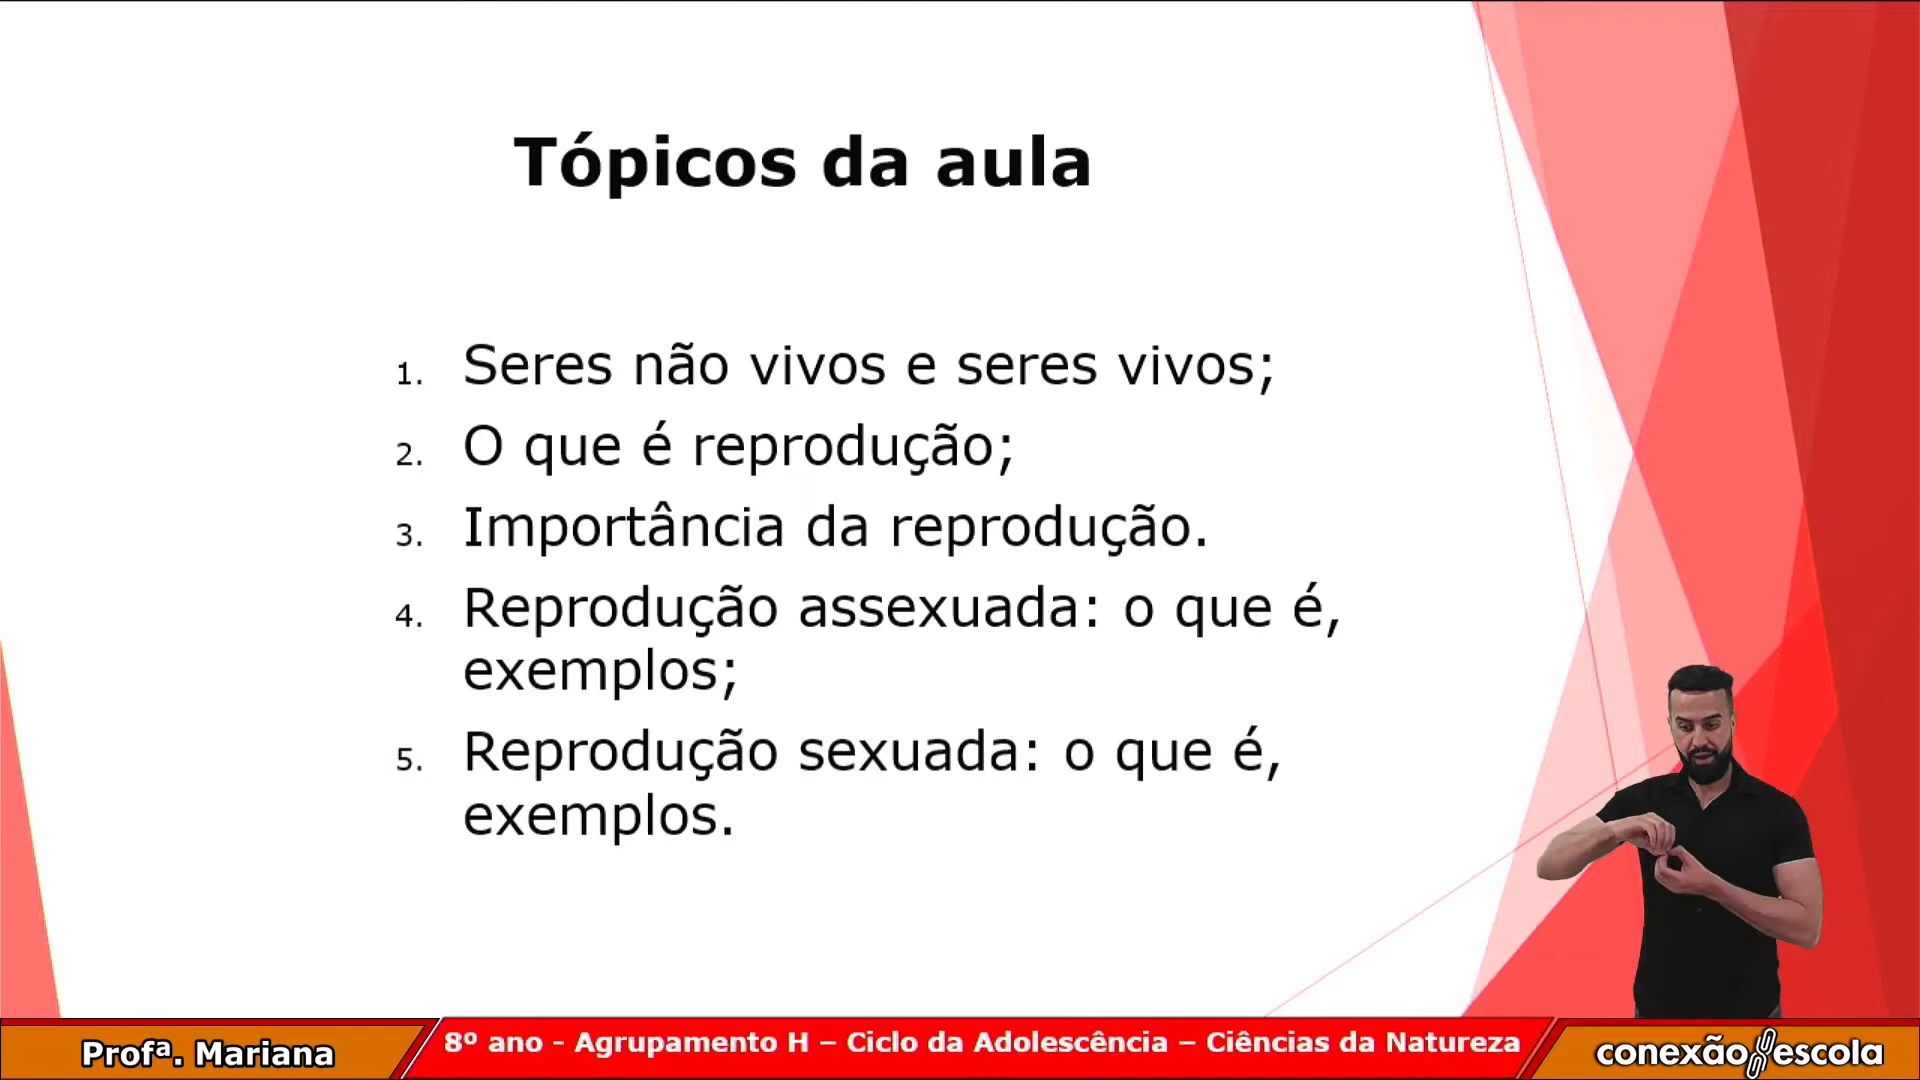 Tópicos da aula
1. Seres não vivos e seres vivos;
2. O que é reprodução;
3. Importância da reprodução.
4. Reprodução assexuada: o que é,
exemplos;
5. Reprodução sexuada: o que é,
exemplos.
Profª. Mariana
8º ano - Agrupamento H – Ciclo da Adolescência – Ciências da Natureza
conexão escola